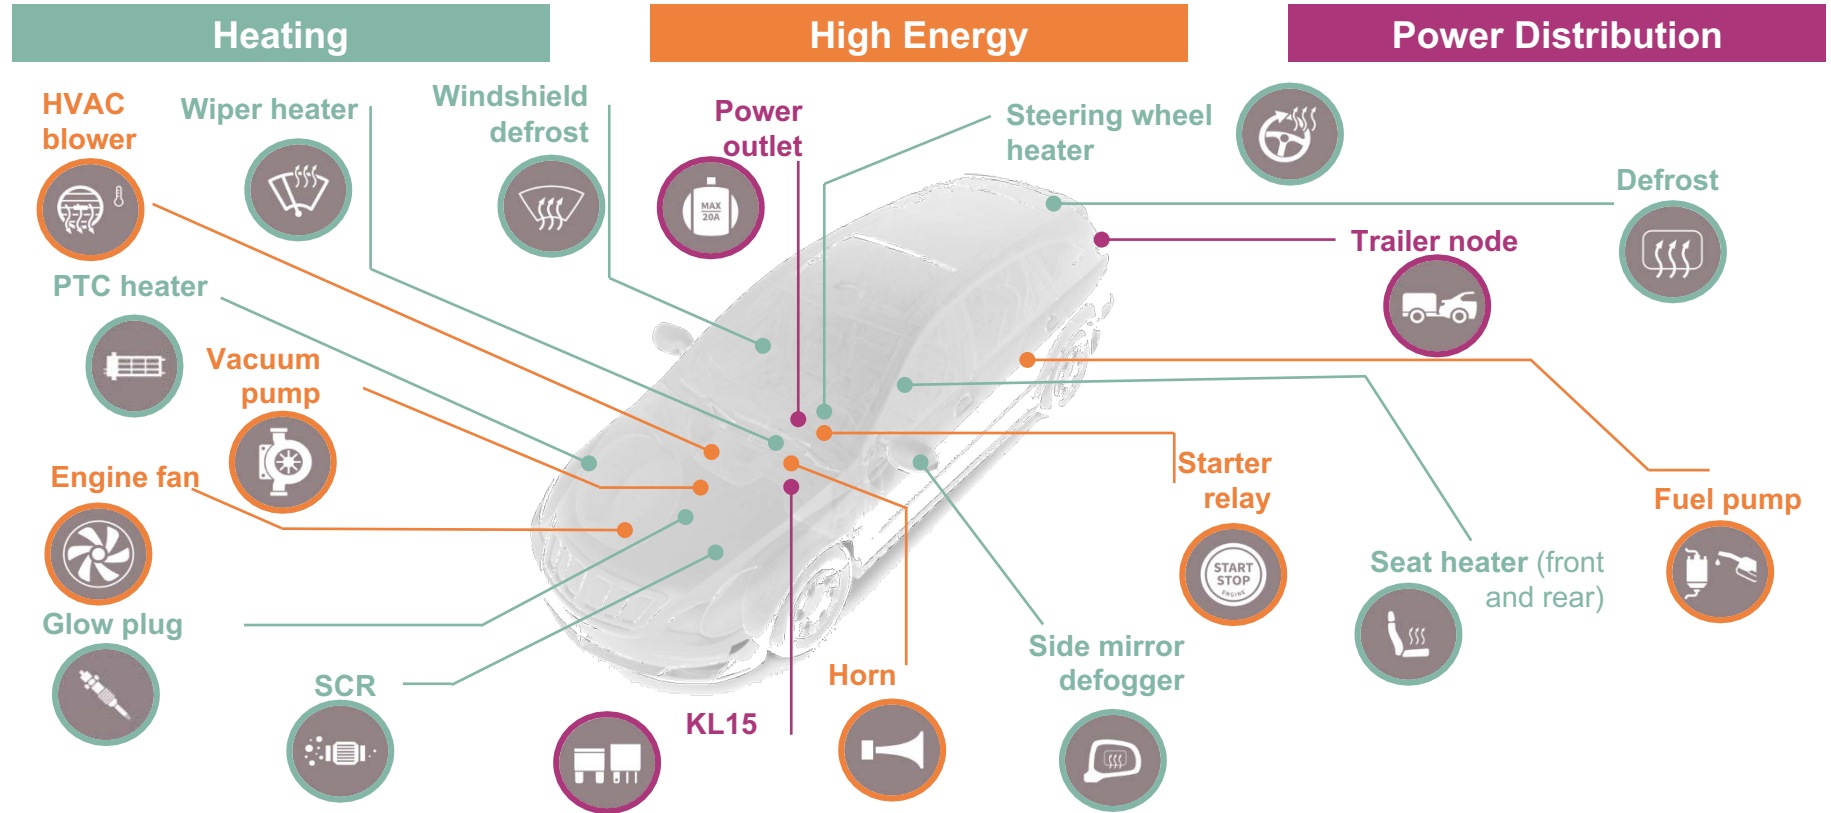 Heating
High Energy
Power Distribution
HVAC
blower
Wiper heater
Windshield
defrost
Power
outlet
MAX
20A
Steering wheel
heater
Defrost
Trailer node
PTC heater
Vacuum
pump
Engine fan
Starter
relay
START
STOP
ENGINE
Fuel pump
Seat heater (front
and rear)
Glow plug
SCR
KL15
Horn
Side mirror
defogger